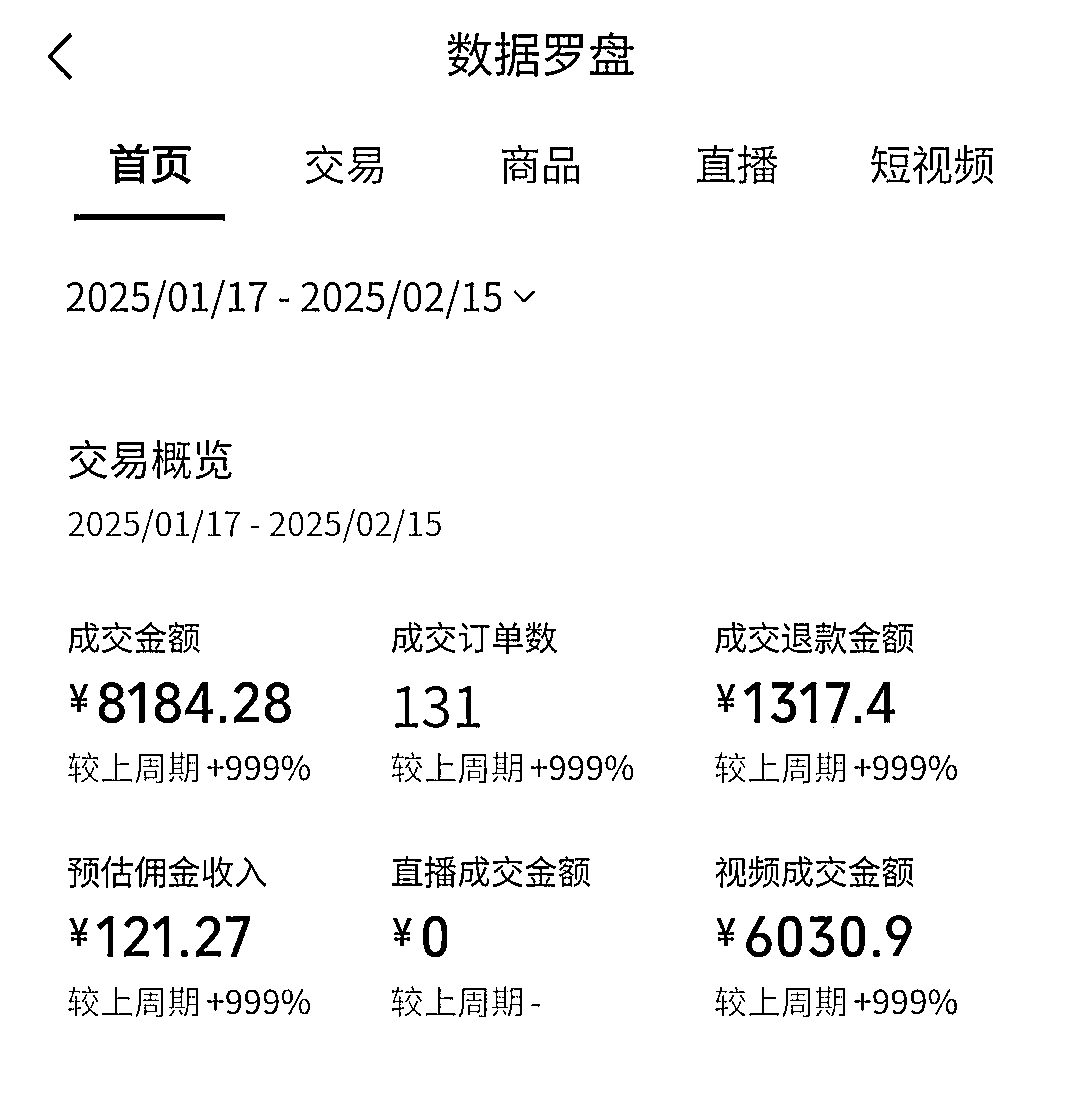 数据罗盘
首页 交易 商品 直播 短视频
2025/01/17 - 2025/02/15
交易概览
2025/01/17 - 2025/02/15
成交金额 成交订单数 成交退款金额
¥8184.28 131 ¥1317.4
较上周期+999% 较上周期+999% 较上周期+999%
预估佣金收入 直播成交金额 视频成交金额
¥121.27 ¥0 ¥6030.9
较上周期+999% 较上周期- 较上周期+999%